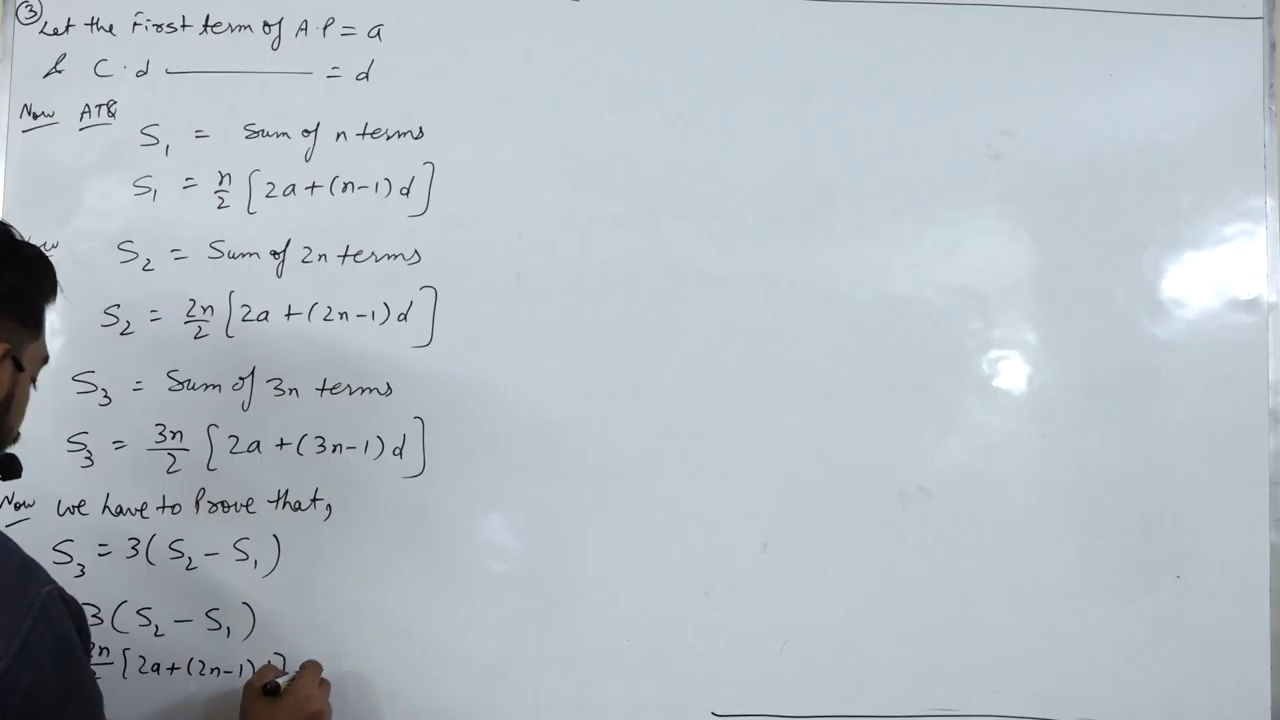 ③ Let the First term of A.P = a
& C.d ———— = d
Now ATQ
S₁ = Sum of n terms
S₁ = n/2 [2a+(n-1)d]
S₂ = Sum of 2n terms
S₂ = 2n/2 [2a+(2n-1)d]
S₃ = Sum of 3n terms
S₃ = 3n/2 [2a+(3n-1)d]
Now we have to Prove that,
S₃ = 3(S₂ - S₁)
3(S₂ - S₁)
[2a+(2n-1)